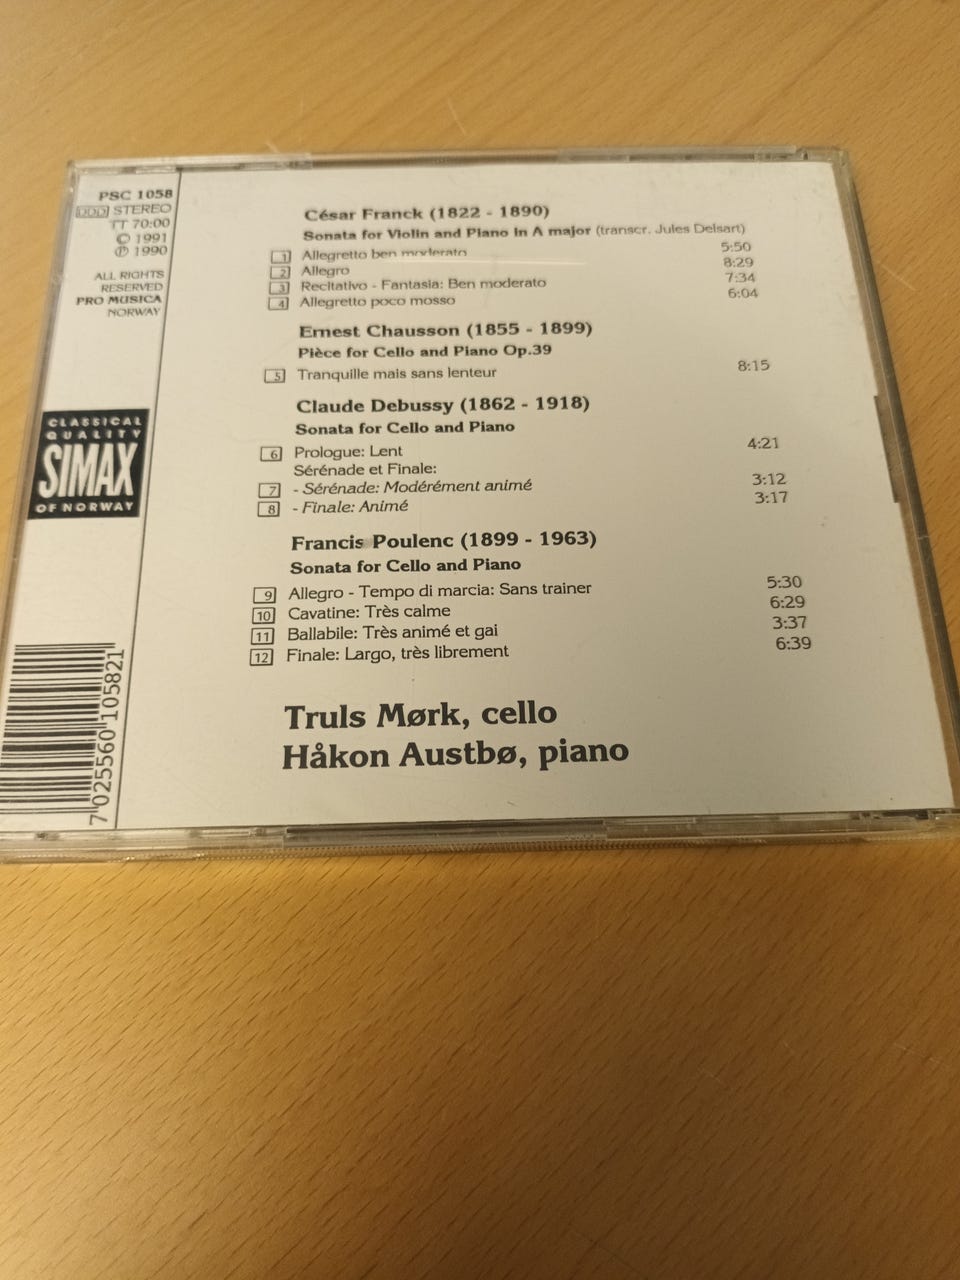 PSC 1058
DDD STEREO
TT 70:00
© 1991
℗ 1990
ALL RIGHTS
RESERVED
PRO MUSICA
NORWAY
CLASSICAL
QUALITY
SIMAX
OF NORWAY
7 025560 105821
César Franck (1822 - 1890)
Sonata for Violin and Piano in A major (transcr. Jules Delsart)
1 Allegretto ben moderato 5:50
2 Allegro 8:29
3 Recitativo - Fantasia: Ben moderato 7:34
4 Allegretto poco mosso 6:04
Ernest Chausson (1855 - 1899)
Pièce for Cello and Piano Op.39
5 Tranquille mais sans lenteur 8:15
Claude Debussy (1862 - 1918)
Sonata for Cello and Piano
6 Prologue: Lent 4:21
Sérénade et Finale:
7 - Sérénade: Modérément animé 3:12
8 - Finale: Animé 3:17
Francis Poulenc (1899 - 1963)
Sonata for Cello and Piano
9 Allegro - Tempo di marcia: Sans trainer 5:30
10 Cavatine: Très calme 6:29
11 Ballabile: Très animé et gai 3:37
12 Finale: Largo, très librement 6:39
Truls Mørk, cello
Håkon Austbø, piano